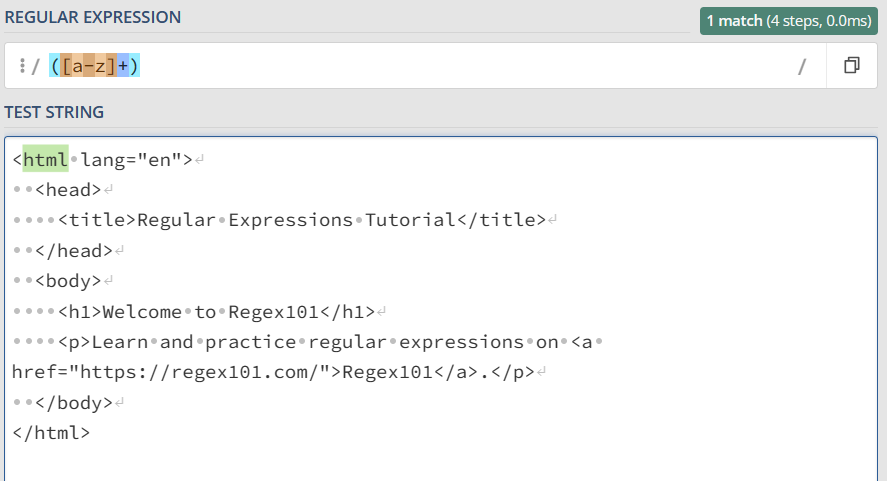 REGULAR EXPRESSION
1 match (4 steps, 0.0ms)
/ ([a-z]+) /
TEST STRING
<html lang="en">
  <head>
    <title>Regular Expressions Tutorial</title>
  </head>
  <body>
    <h1>Welcome to Regex101</h1>
    <p>Learn and practice regular expressions on <a
href="https://regex101.com/">Regex101</a>.</p>
  </body>
</html>